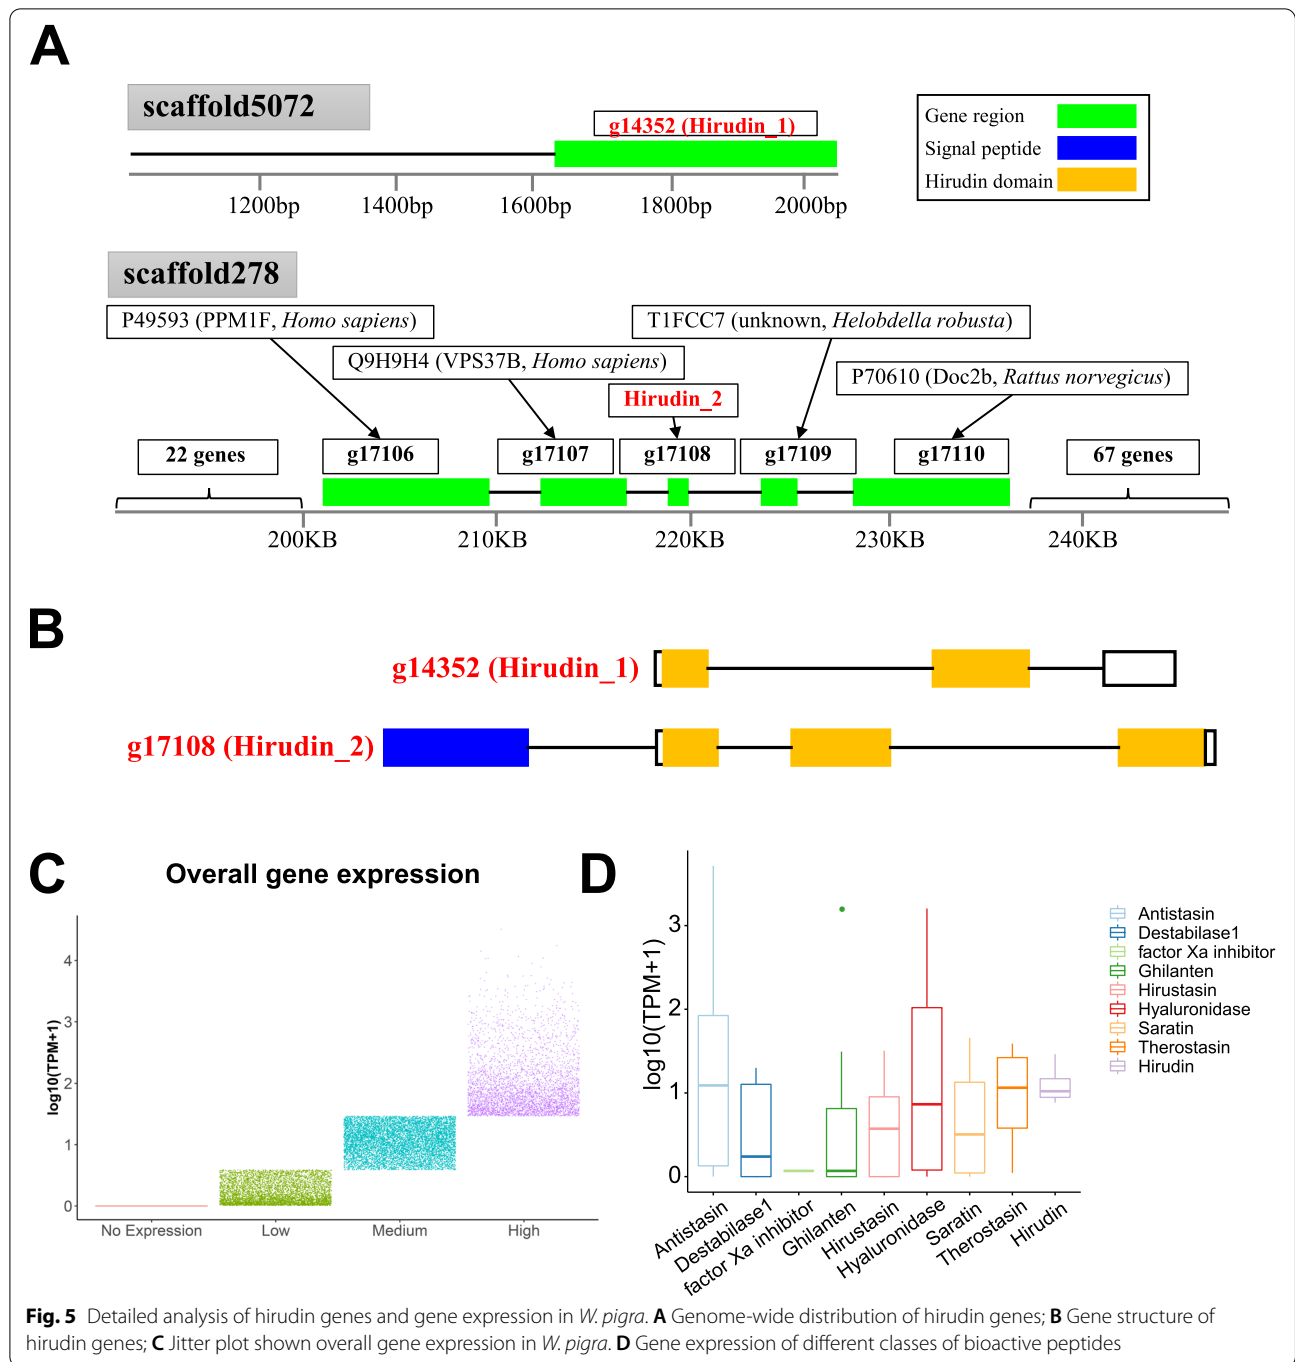 A
scaffold5072
g14352 (Hirudin_1)
1200bp 1400bp 1600bp 1800bp 2000bp
Gene region
Signal peptide
Hirudin domain
scaffold278
P49593 (PPM1F, Homo sapiens)
T1FCC7 (unknown, Helobdella robusta)
Q9H9H4 (VPS37B, Homo sapiens)
P70610 (Doc2b, Rattus norvegicus)
Hirudin_2
22 genes g17106 g17107 g17108 g17109 g17110 67 genes
200KB 210KB 220KB 230KB 240KB
B
g14352 (Hirudin_1)
g17108 (Hirudin_2)
C
Overall gene expression
log10(TPM+1)
4
3
2
1
0
No Expression Low Medium High
D
log10(TPM+1)
3
2
1
0
Antistasin
Destabilase1
factor Xa inhibitor
Ghilanten
Hirustasin
Hyaluronidase
Saratin
Therostasin
Hirudin
Antistasin
Destabilase1
factor Xa inhibitor
Ghilanten
Hirustasin
Hyaluronidase
Saratin
Therostasin
Hirudin
Fig. 5 Detailed analysis of hirudin genes and gene expression in W. pigra. A Genome-wide distribution of hirudin genes; B Gene structure of
hirudin genes; C Jitter plot shown overall gene expression in W. pigra. D Gene expression of different classes of bioactive peptides